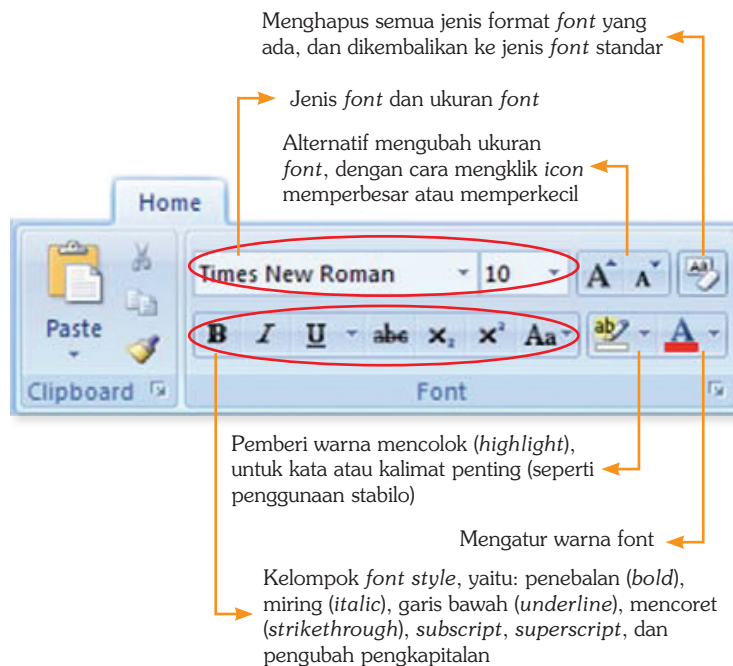 Menghapus semua jenis format font yang
ada, dan dikembalikan ke jenis font standar
Jenis font dan ukuran font
Alternatif mengubah ukuran
font, dengan cara mengklik icon
memperbesar atau memperkecil
Home
Times New Roman 10 A A Aa
Paste
B I U abc x₂ x² Aa ab A
Clipboard Font
Pemberi warna mencolok (highlight),
untuk kata atau kalimat penting (seperti
penggunaan stabilo)
Mengatur warna font
Kelompok font style, yaitu: penebalan (bold),
miring (italic), garis bawah (underline), mencoret
(strikethrough), subscript, superscript, dan
pengubah pengkapitalan